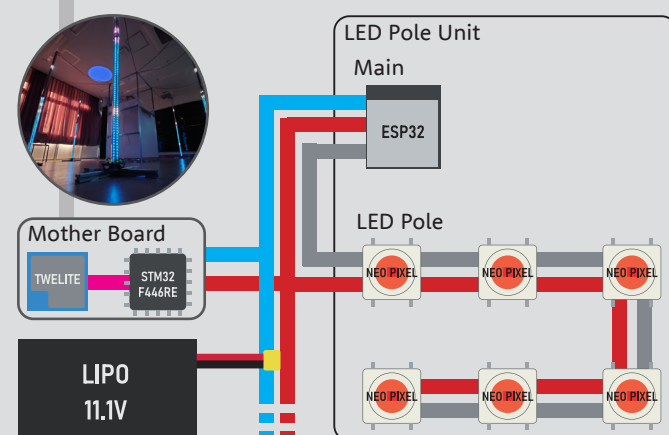 LED Pole Unit
Main
ESP32
Mother Board
TWELITE
STM32
F446RE
LED Pole
NEO PIXEL
NEO PIXEL
NEO PIXEL
LIPO
11.1V
NEO PIXEL
NEO PIXEL
NEO PIXEL